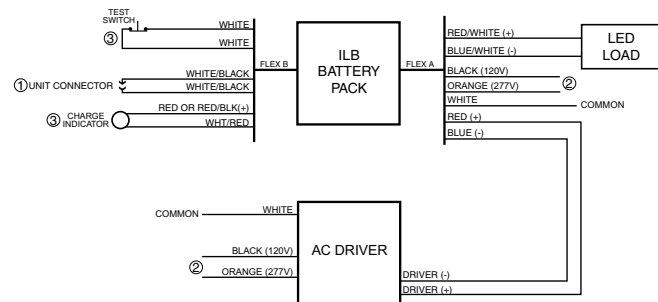 TEST
SWITCH
③
WHITE
WHITE
① UNIT CONNECTOR
WHITE/BLACK
WHITE/BLACK
③ CHARGE
INDICATOR
RED OR RED/BLK(+)
WHT/RED
FLEX B
ILB
BATTERY
PACK
FLEX A
RED/WHITE (+)
BLUE/WHITE (-)
LED
LOAD
BLACK (120V)
②
ORANGE (277V)
WHITE
COMMON
RED (+)
BLUE (-)
COMMON
WHITE
BLACK (120V)
②
ORANGE (277V)
AC DRIVER
DRIVER (-)
DRIVER (+)